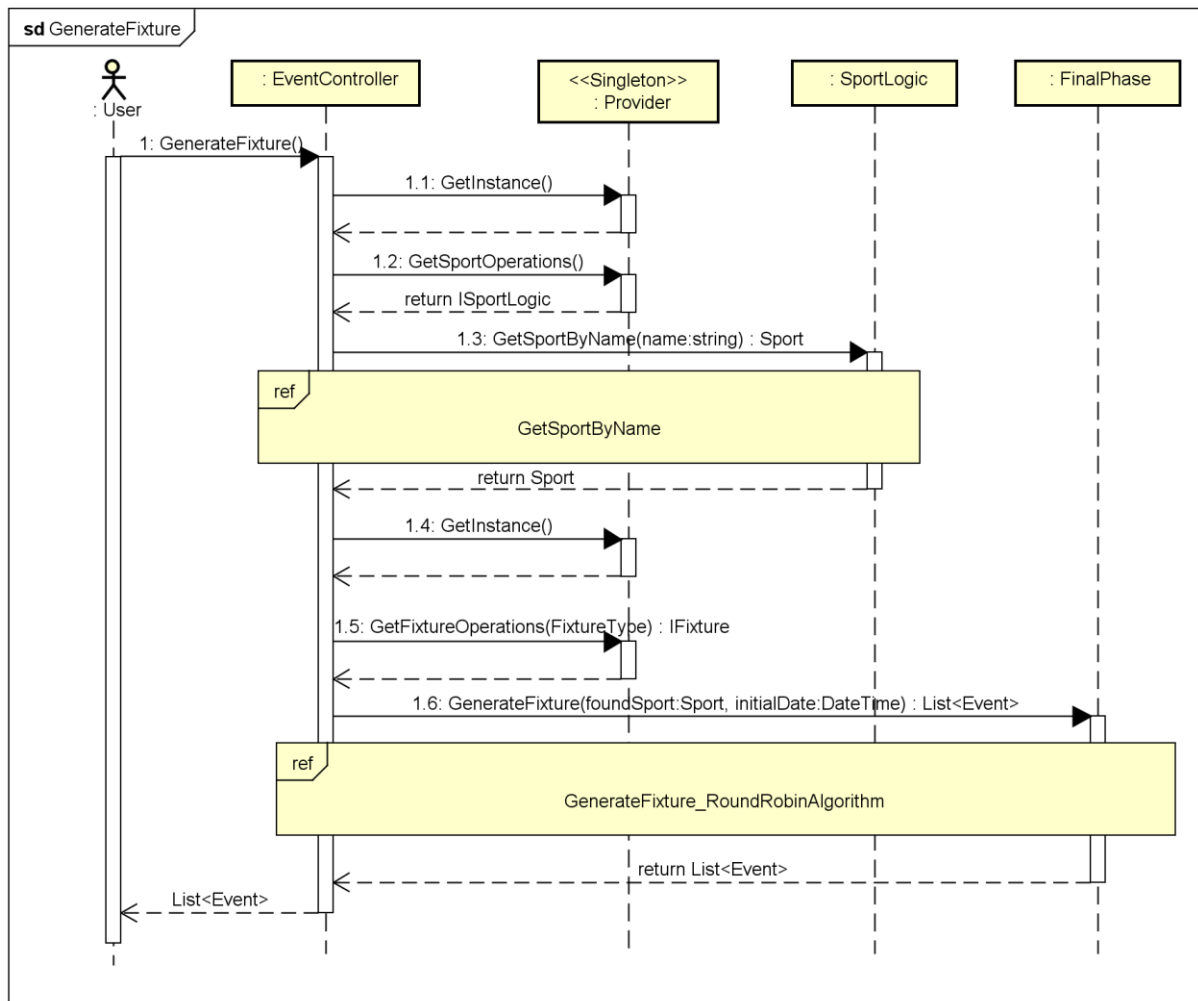 sd GenerateFixture
: User
: EventController
<<Singleton>>
: Provider
: SportLogic
: FinalPhase
1: GenerateFixture()
1.1: GetInstance()
1.2: GetSportOperations()
return ISportLogic
1.3: GetSportByName(name:string) : Sport
ref
GetSportByName
return Sport
1.4: GetInstance()
1.5: GetFixtureOperations(FixtureType) : IFixture
1.6: GenerateFixture(foundSport:Sport, initialDate:DateTime) : List<Event>
ref
GenerateFixture_RoundRobinAlgorithm
return List<Event>
List<Event>